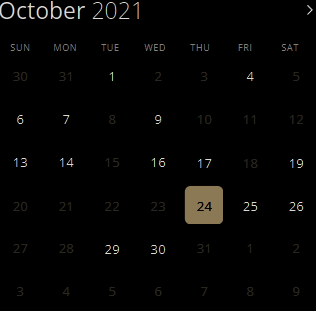 October 2021
SUN MON TUE WED THU FRI SAT
30 31 1 2 3 4 5
6 7 8 9 10 11 12
13 14 15 16 17 18 19
20 21 22 23 24 25 26
27 28 29 30 31 1 2
3 4 5 6 7 8 9